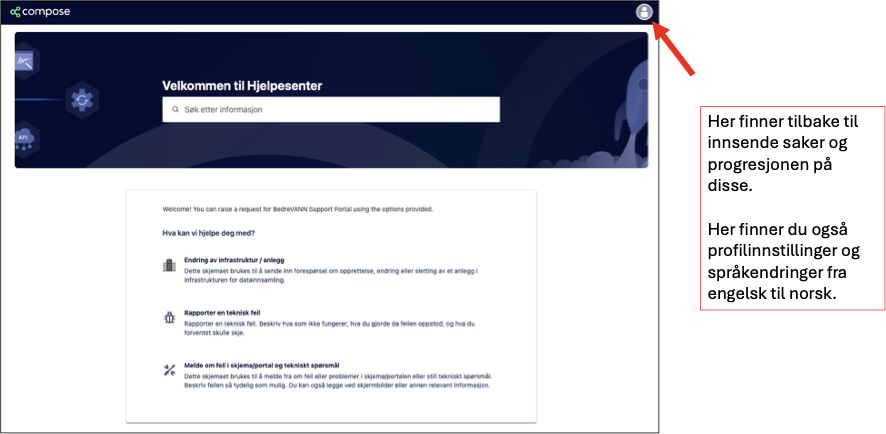 compose
Velkommen til Hjelpesenter
Søk etter informasjon
API
Welcome! You can raise a request for BedreVANN Support Portal using the options provided.
Hva kan vi hjelpe deg med?
Endring av infrastruktur / anlegg
Dette skjemaet brukes til å sende inn forespørsel om opprettelse, endring eller sletting av et anlegg i
infrastrukturen for datainnsamling.
Rapporter en teknisk feil
Rapporter en teknisk feil. Beskriv hva som ikke fungerer, hva du gjorde da feilen oppstod, og hva du
forventet skulle skje.
Melde om feil i skjema/portal og tekniskt spørsmål
Dette skjemaet brukes til å melde fra om feil eller problemer i skjema/portalen eller still tekniskt spørsmål.
Beskriv feilen så tydelig som mulig. Du kan også legge ved skjermbilder eller annen relevant informasjon.
Her finner tilbake til
innsende saker og
progresjonen på
disse.
Her finner du også
profilinnstillinger og
språkendringer fra
engelsk til norsk.